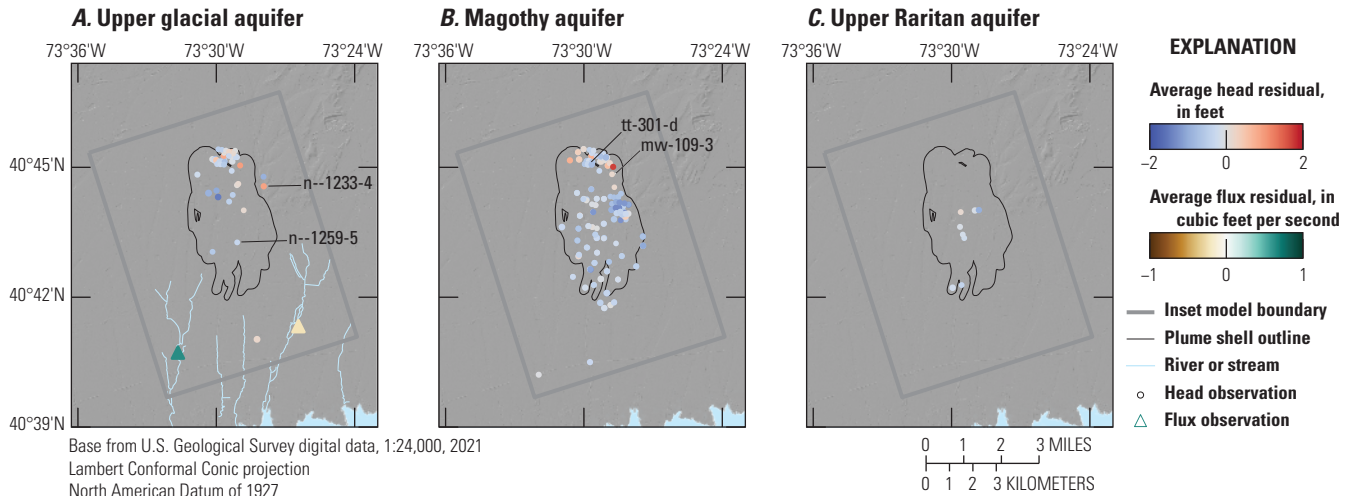 A. Upper glacial aquifer
73°36'W 73°30'W 73°24'W
40°45'N
40°42'N
40°39'N
n--1233-4
n--1259-5
B. Magothy aquifer
73°36'W 73°30'W 73°24'W
tt-301-d
mw-109-3
C. Upper Raritan aquifer
73°36'W 73°30'W 73°24'W
EXPLANATION
Average head residual,
in feet
–2 0 2
Average flux residual, in
cubic feet per second
–1 0 1
Inset model boundary
Plume shell outline
River or stream
Head observation
Flux observation
Base from U.S. Geological Survey digital data, 1:24,000, 2021
Lambert Conformal Conic projection
North American Datum of 1927
0 1 2 3 MILES
0 1 2 3 KILOMETERS